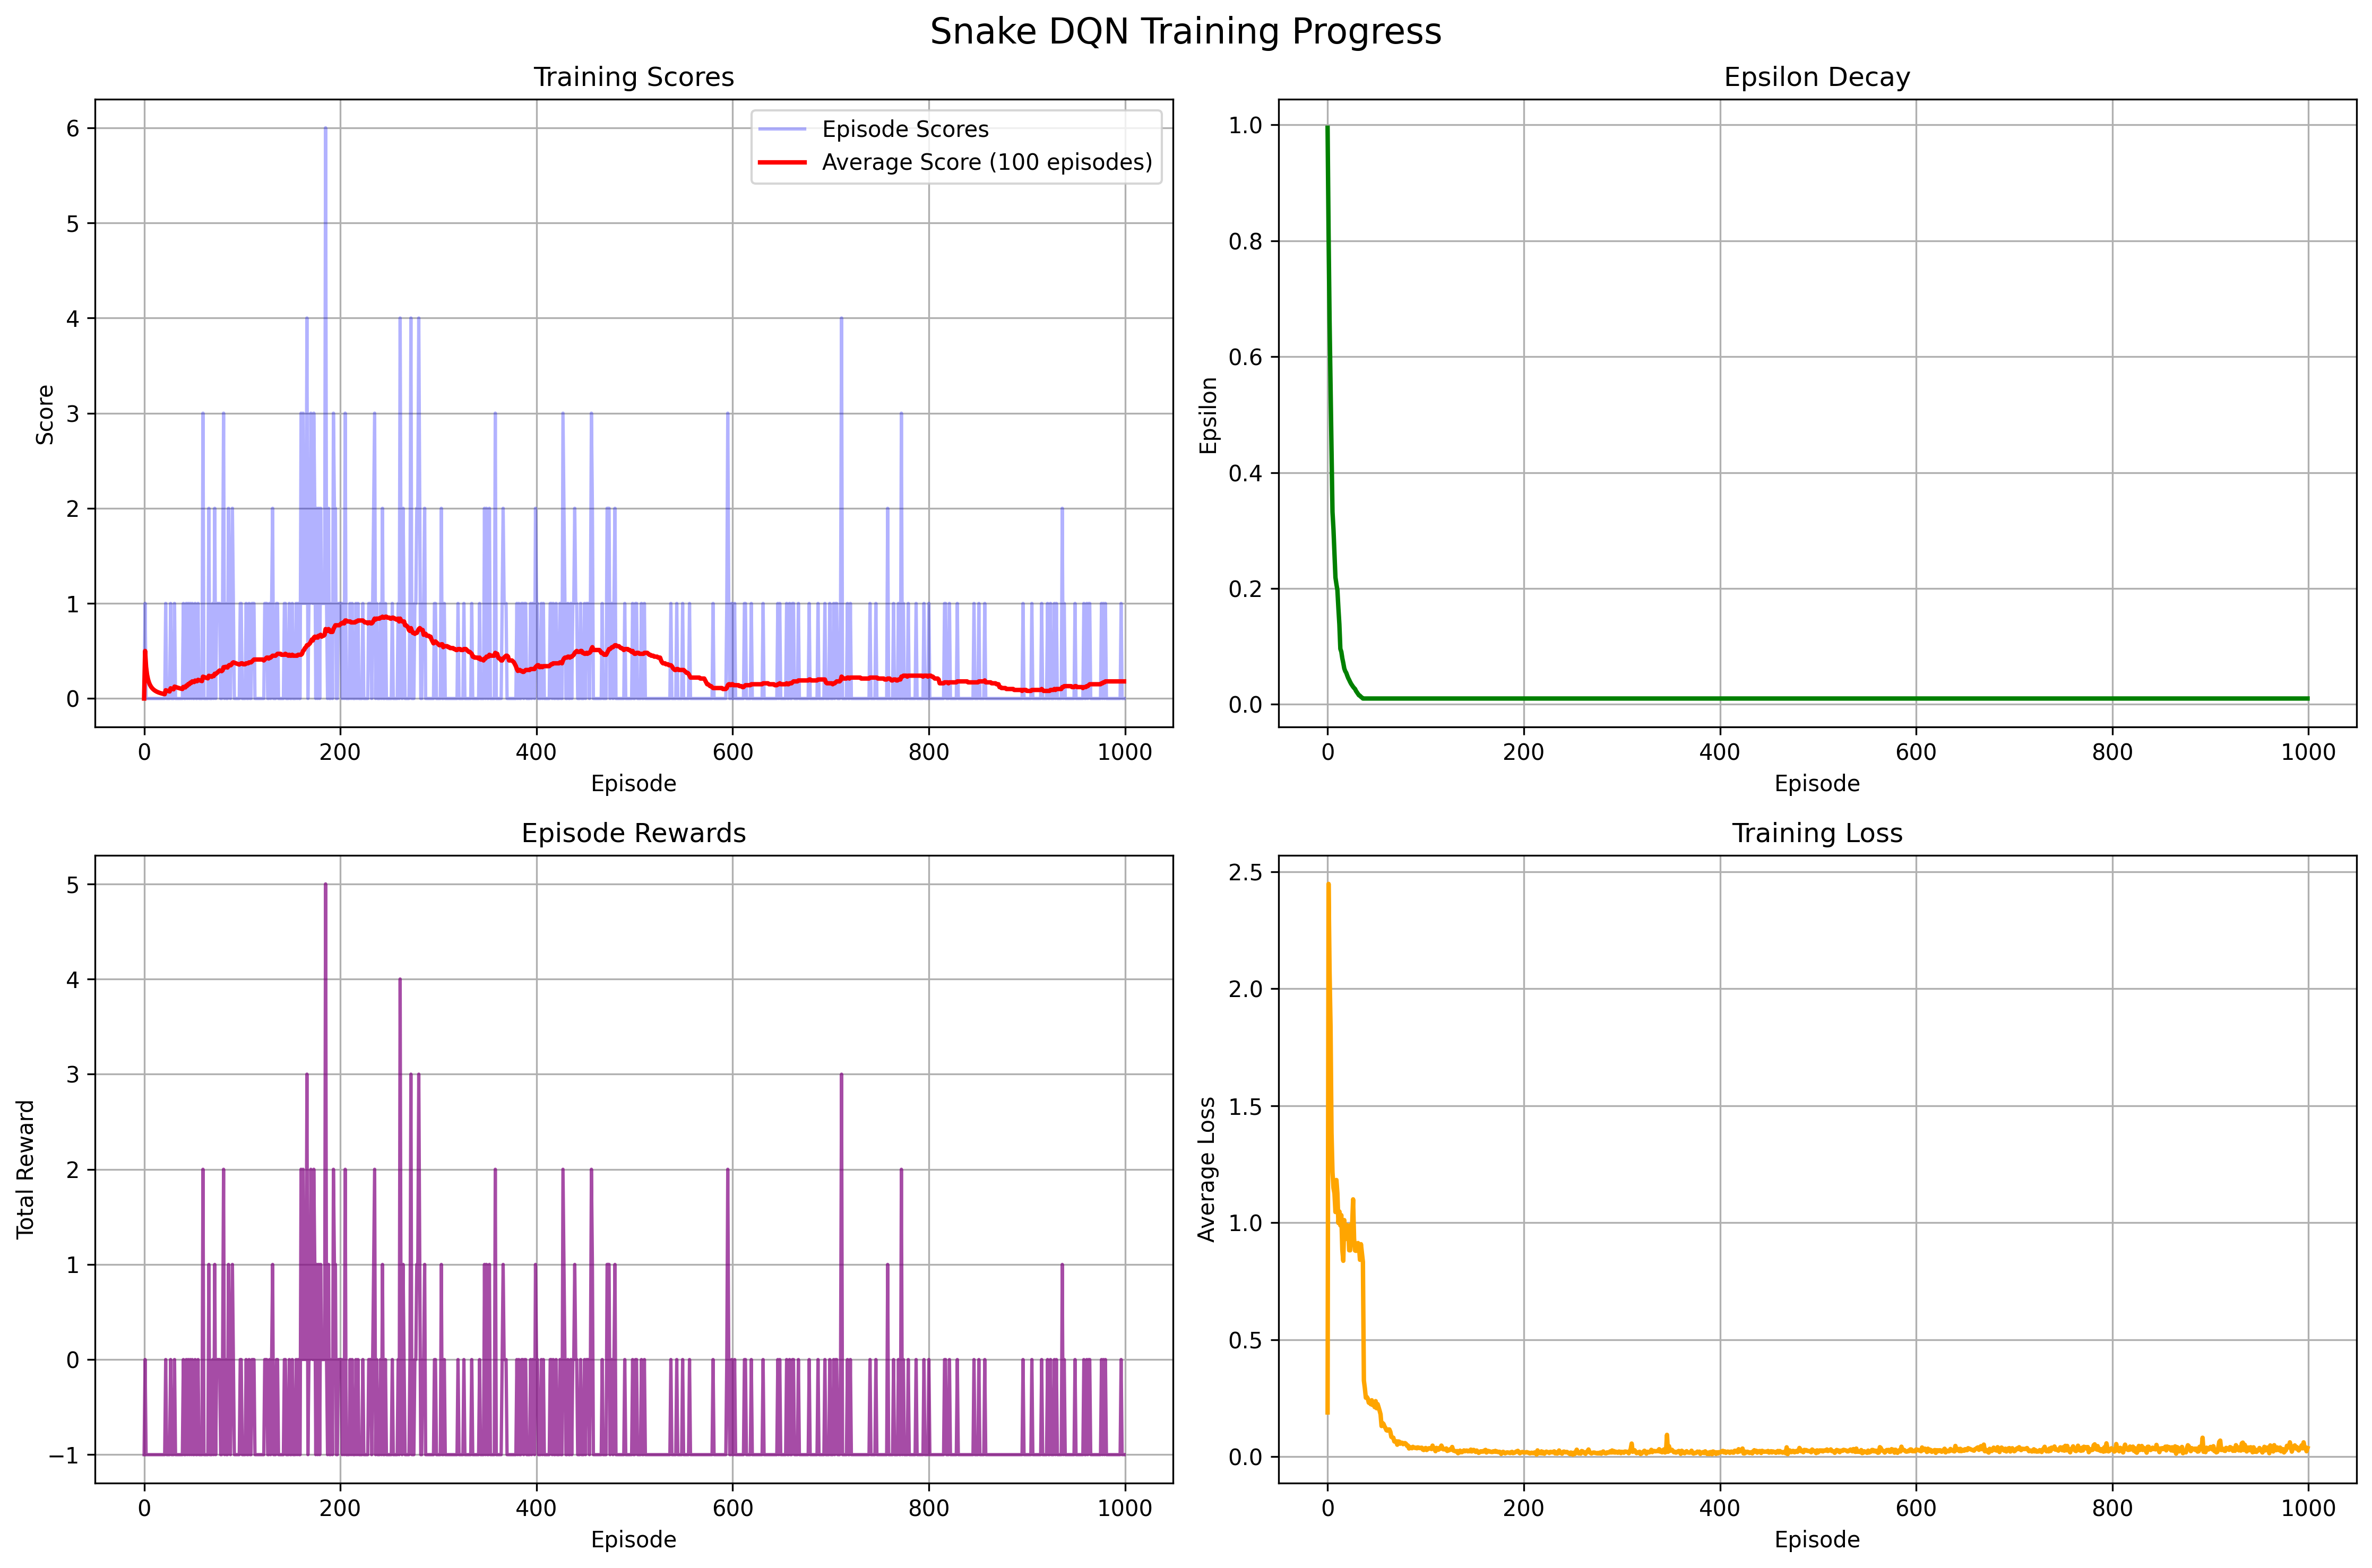 Snake DQN Training Progress
Training Scores
Score
6
5
4
3
2
1
0
Episode Scores
Average Score (100 episodes)
0 200 400 600 800 1000
Episode
Epsilon Decay
Epsilon
1.0
0.8
0.6
0.4
0.2
0.0
0 200 400 600 800 1000
Episode
Episode Rewards
Total Reward
5
4
3
2
1
0
−1
0 200 400 600 800 1000
Episode
Training Loss
Average Loss
2.5
2.0
1.5
1.0
0.5
0.0
0 200 400 600 800 1000
Episode